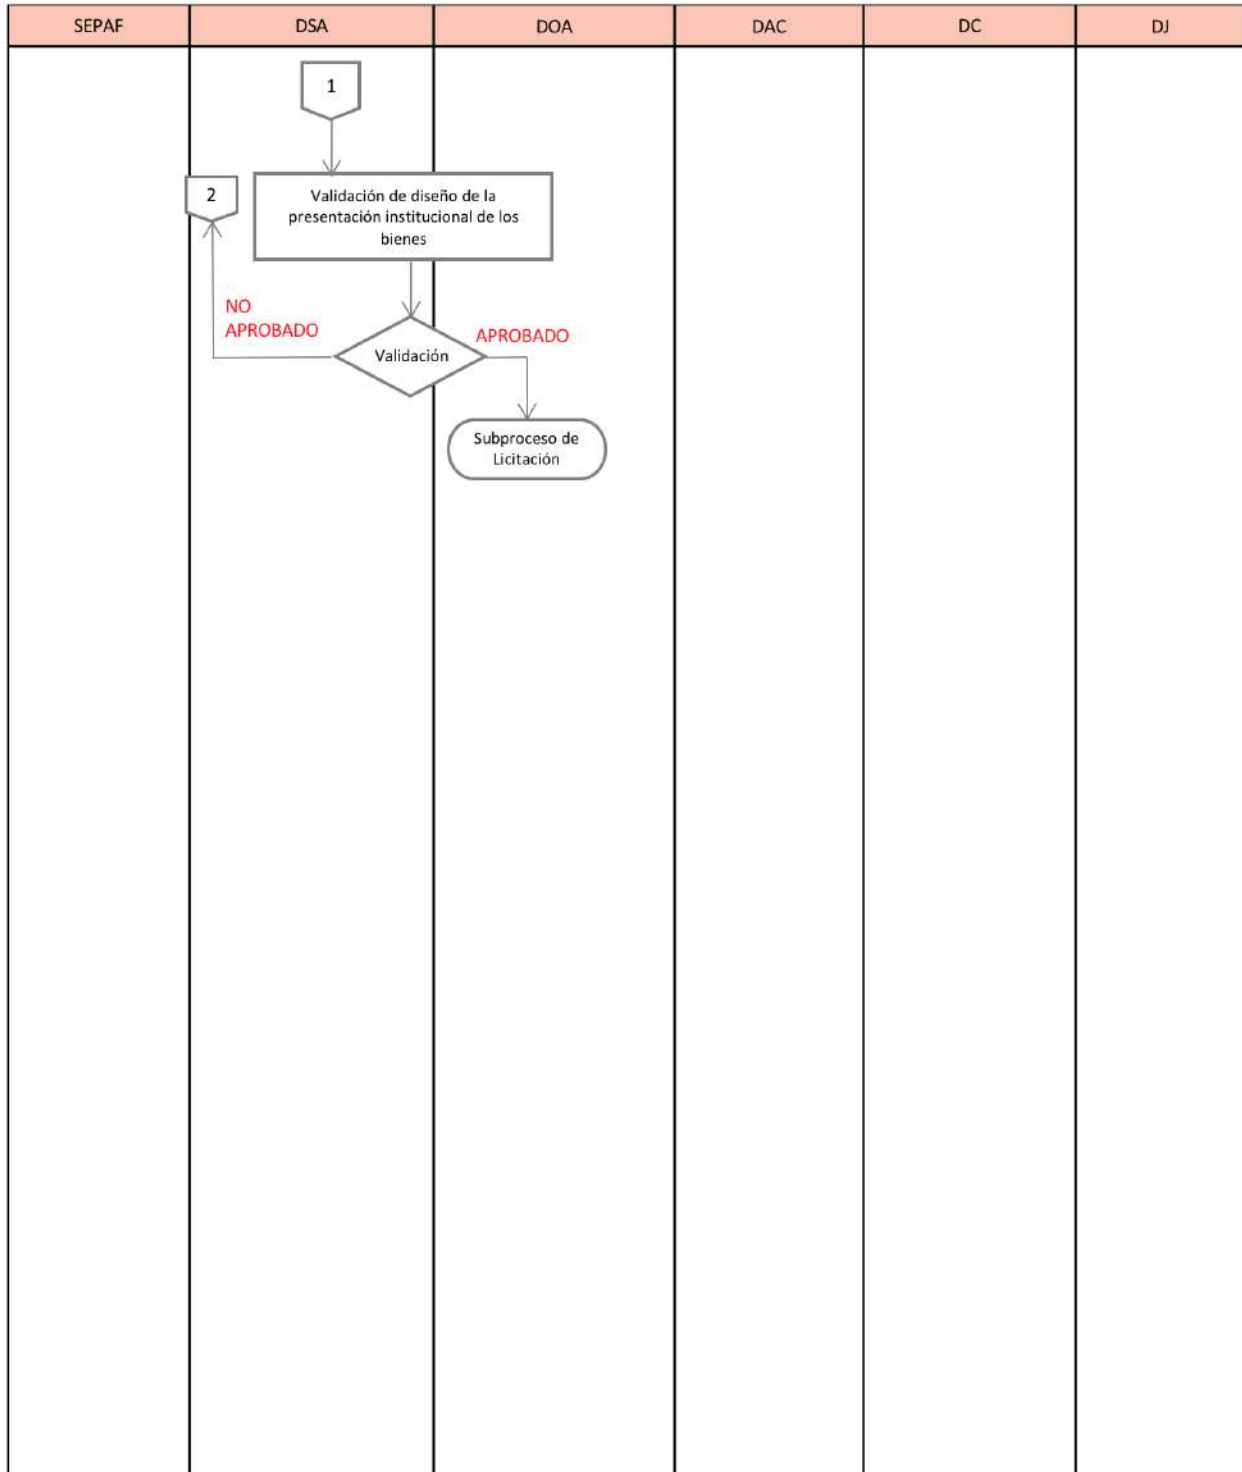 SEPAF DSA DOA DAC DC DJ
1
2
Validación de diseño de la
presentación institucional de los
bienes
NO
APROBADO
Validación
APROBADO
Subproceso de
Licitación